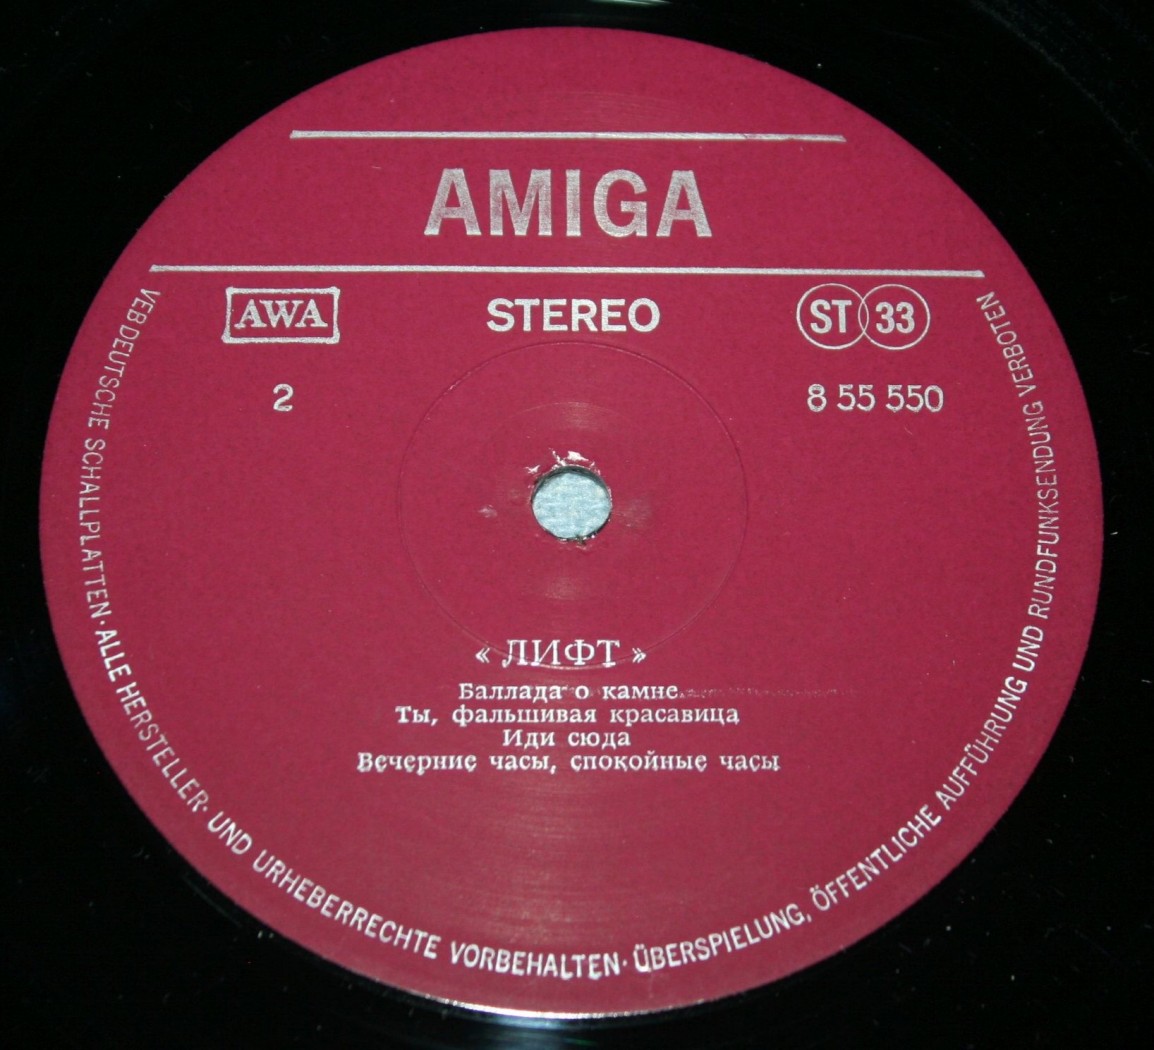 AMIGA
AWA
STEREO
ST 33
2
8 55 550
« ЛИФТ »
Баллада о камне
Ты, фальшивая красавица
Иди сюда
Вечерние часы, спокойные часы
VEB DEUTSCHE SCHALLPLATTEN · ALLE HERSTELLER- UND URHEBERRECHTE VORBEHALTEN · ÜBERSPIELUNG, ÖFFENTLICHE AUFFÜHRUNG UND RUNDFUNKSENDUNG VERBOTEN